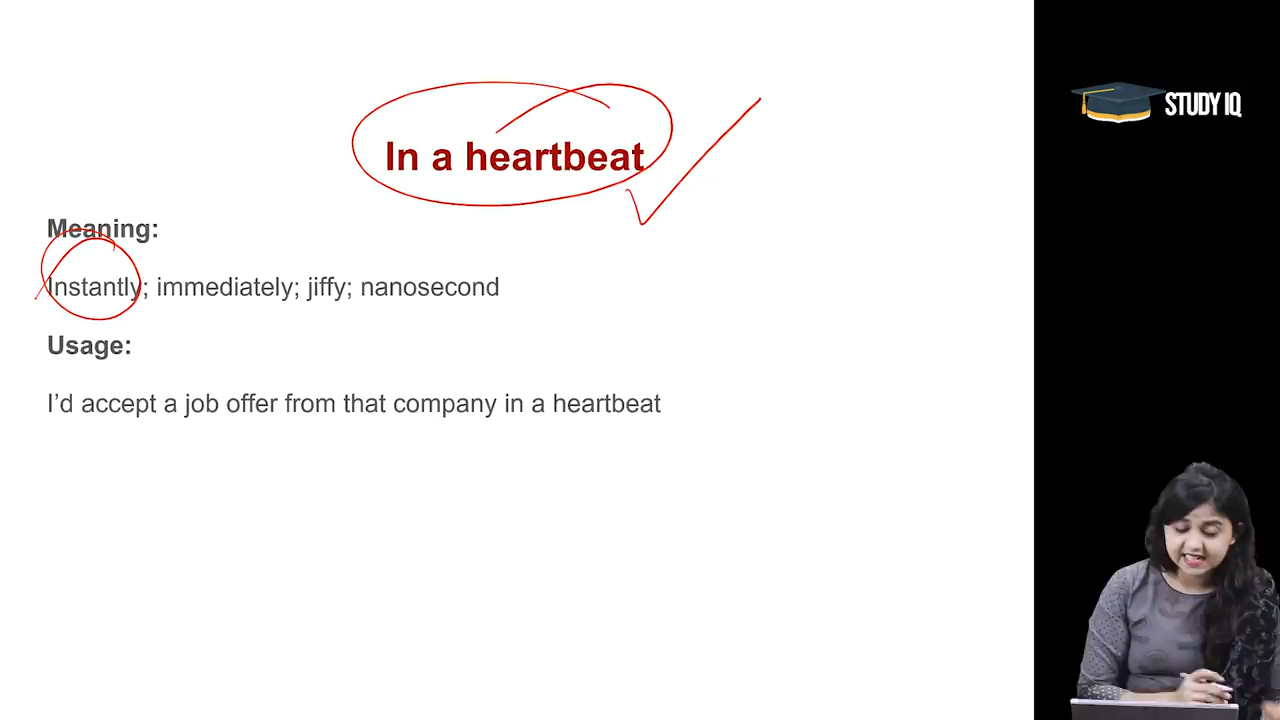 STUDY IQ
In a heartbeat
Meaning:
Instantly; immediately; jiffy; nanosecond
Usage:
I’d accept a job offer from that company in a heartbeat